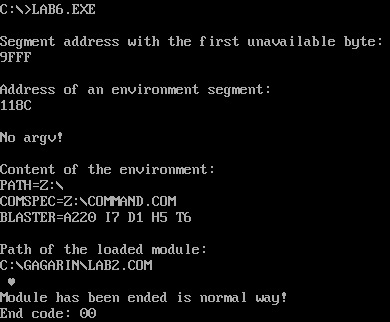 C:\>LAB6.EXE
Segment address with the first unavailable byte:
9FFF
Address of an environment segment:
118C
No argv!
Content of the environment:
PATH=Z:\
COMSPEC=Z:\COMMAND.COM
BLASTER=A220 I7 D1 H5 T6
Path of the loaded module:
C:\GAGARIN\LAB2.COM
♥
Module has been ended is normal way!
End code: 00